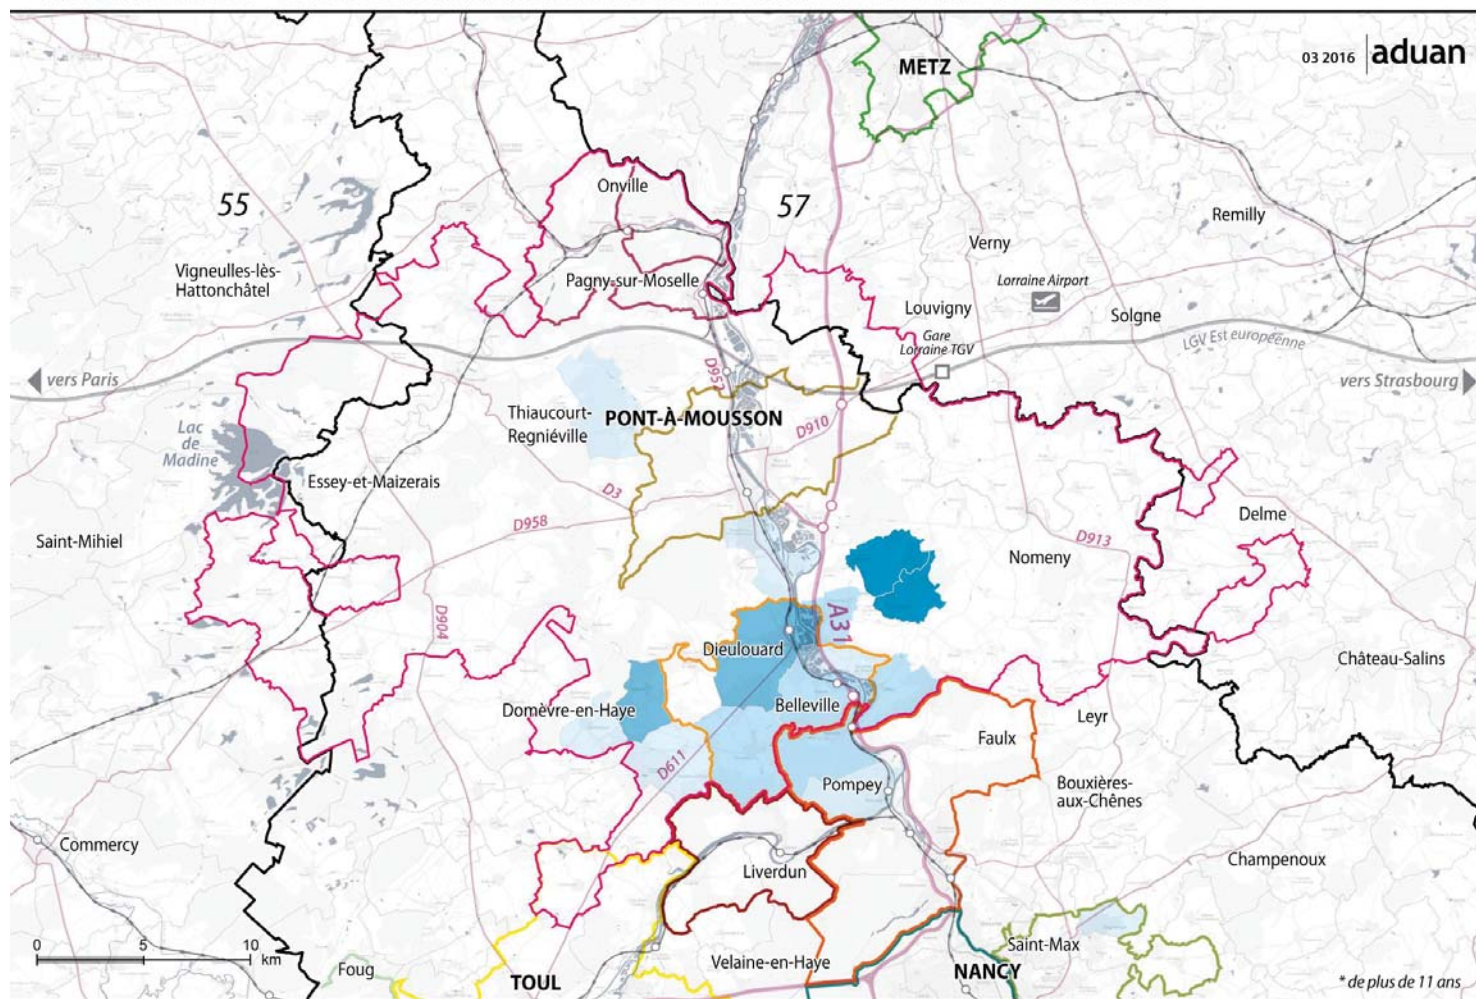 03 2016 aduan
METZ
Onville
55
57
Remilly
Verny
Vigneulles-lès-
Hattonchâtel
Pagny-sur-Moselle
Lorraine Airport
Louvigny
Solgne
Gare
Lorraine TGV
LGV Est européenne
vers Paris
D952
vers Strasbourg
Thiaucourt-
Regniéville
PONT-À-MOUSSON
D910
Lac
de
Madine
Essey-et-Maizerais
D3
D958
Delme
Saint-Mihiel
D913
Nomeny
D904
A31
Dieulouard
Château-Salins
Domèvre-en-Haye
Belleville
Leyr
Faulx
D611
Pompey
Bouxières-
aux-Chênes
Commercy
Champenoux
Liverdun
0 5 10
km
Foug
TOUL
Velaine-en-Haye
Saint-Max
NANCY
* de plus de 11 ans